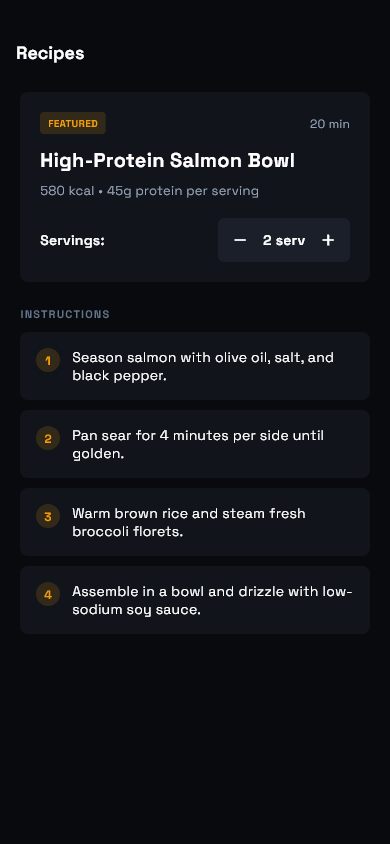 Recipes
FEATURED
20 min
High-Protein Salmon Bowl
580 kcal • 45g protein per serving
Servings:
− 2 serv +
INSTRUCTIONS
1 Season salmon with olive oil, salt, and
black pepper.
2 Pan sear for 4 minutes per side until
golden.
3 Warm brown rice and steam fresh
broccoli florets.
4 Assemble in a bowl and drizzle with low-
sodium soy sauce.